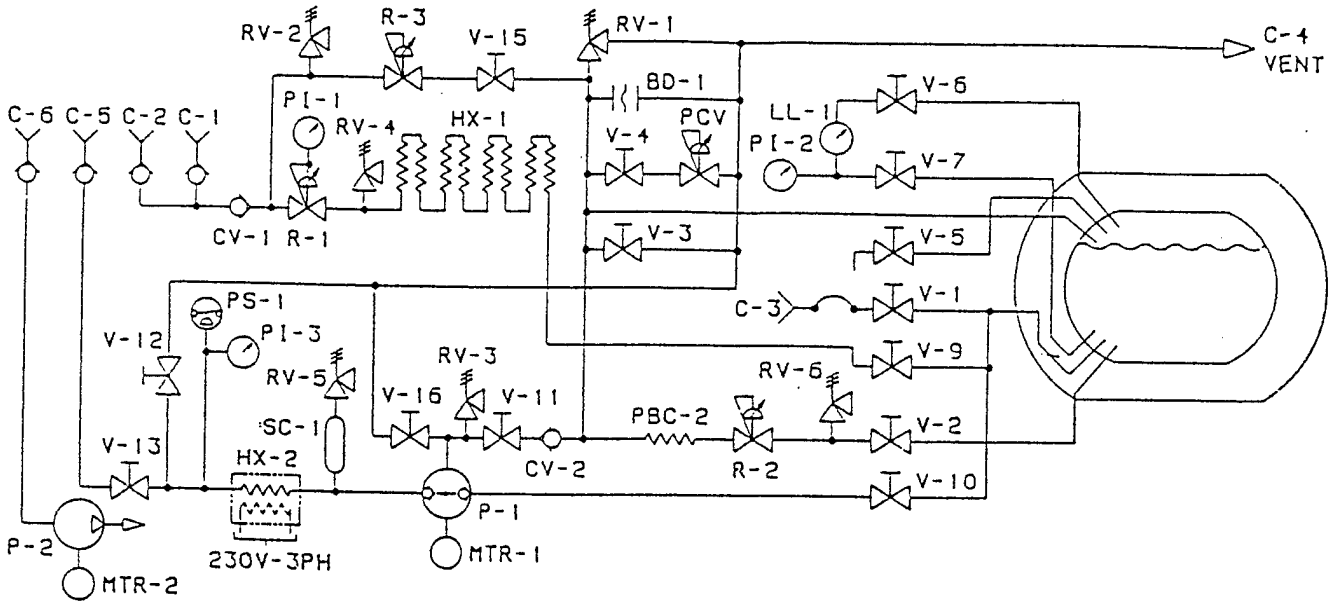 RV-2
R-3
V-15
RV-1
C-4
VENT
BD-1
V-6
C-6
C-5
C-2
C-1
PI-1
RV-4
HX-1
V-4
PCV
LL-1
PI-2
V-7
CV-1
R-1
V-3
V-5
PS-1
C-3
V-1
V-12
PI-3
RV-3
V-9
RV-5
RV-6
V-16
V-11
PBC-2
V-13
SC-1
V-2
HX-2
CV-2
R-2
V-10
P-2
P-1
230V-3PH
MTR-1
MTR-2